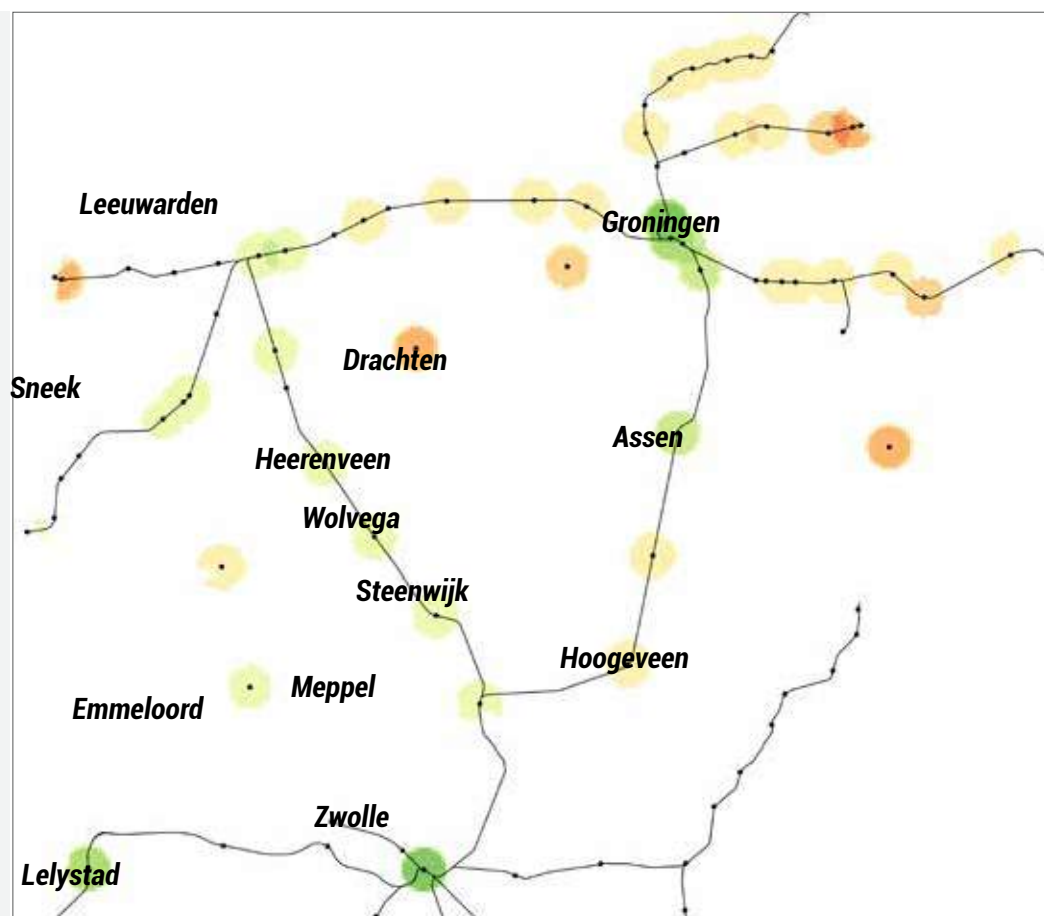 Leeuwarden
Groningen
Drachten
Sneek
Assen
Heerenveen
Wolvega
Steenwijk
Hoogeveen
Meppel
Emmeloord
Zwolle
Lelystad